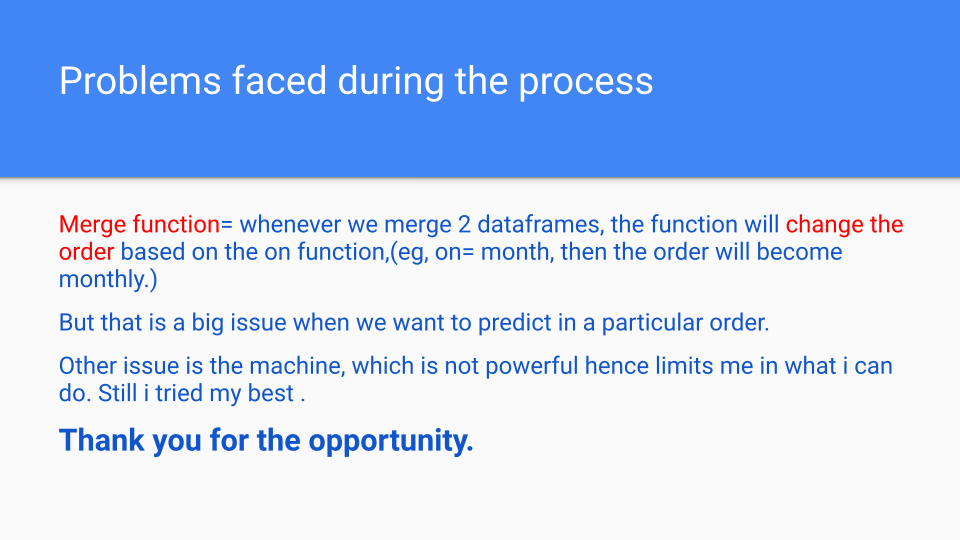 Problems faced during the process
Merge function= whenever we merge 2 dataframes, the function will change the
order based on the on function,(eg, on= month, then the order will become
monthly.)
But that is a big issue when we want to predict in a particular order.
Other issue is the machine, which is not powerful hence limits me in what i can
do. Still i tried my best .
Thank you for the opportunity.